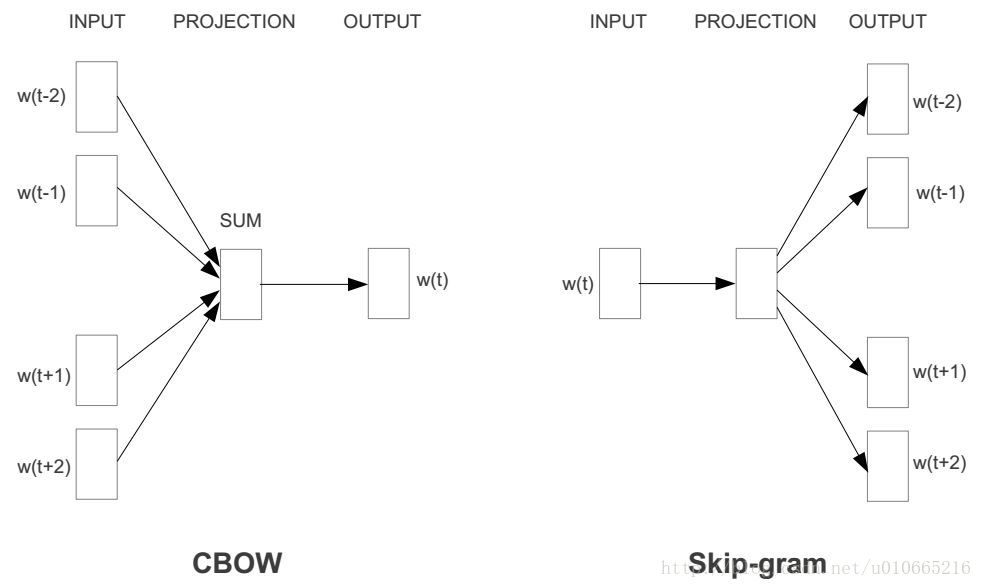 INPUT PROJECTION OUTPUT
w(t-2)
w(t-1)
SUM
w(t)
w(t+1)
w(t+2)
CBOW
INPUT PROJECTION OUTPUT
w(t-2)
w(t-1)
w(t)
w(t+1)
w(t+2)
Skip-gram